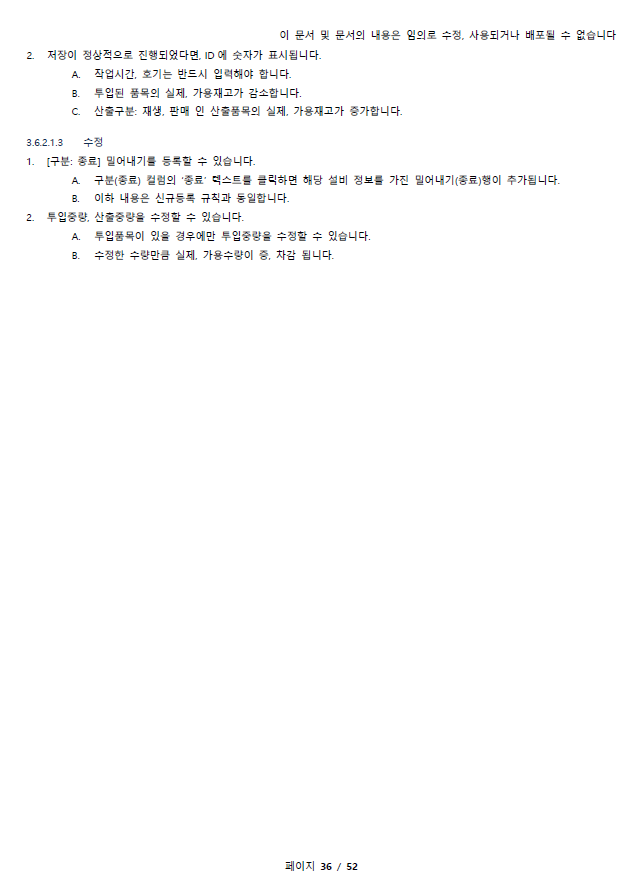 이 문서 및 문서의 내용은 임의로 수정, 사용되거나 배포될 수 없습니다
2. 저장이 정상적으로 진행되었다면, ID 에 숫자가 표시됩니다.
A. 작업시간, 호기는 반드시 입력해야 합니다.
B. 투입된 품목의 실제, 가용재고가 감소합니다.
C. 산출구분: 재생, 판매 인 산출품목의 실제, 가용재고가 증가합니다.
3.6.2.1.3 수정
1. [구분: 종료] 밀어내기를 등록할 수 있습니다.
A. 구분(종료) 컬럼의 '종료' 텍스트를 클릭하면 해당 설비 정보를 가진 밀어내기(종료)행이 추가됩니다.
B. 이하 내용은 신규등록 규칙과 동일합니다.
2. 투입중량, 산출중량을 수정할 수 있습니다.
A. 투입품목이 있을 경우에만 투입중량을 수정할 수 있습니다.
B. 수정한 수량만큼 실제, 가용수량이 증, 차감 됩니다.
페이지 36 / 52